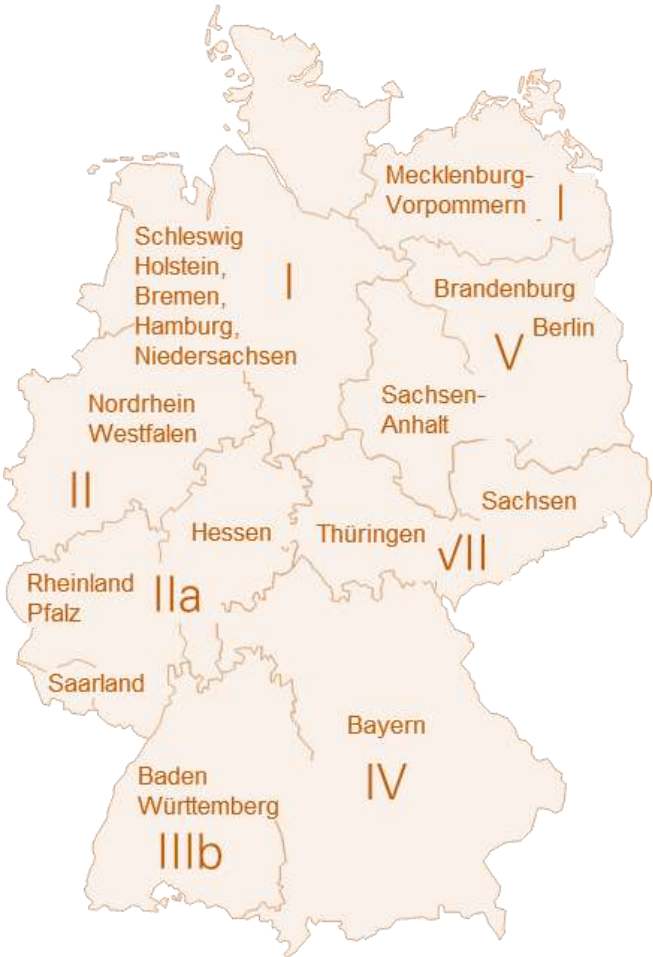 Mecklenburg-
Vorpommern
I
Schleswig
Holstein,
Bremen,
Hamburg,
Niedersachsen
I
Brandenburg
Berlin
V
Nordrhein
Westfalen
II
Sachsen-
Anhalt
Sachsen
Hessen
Thüringen
VII
Rheinland
Pfalz
IIa
Saarland
Bayern
IV
Baden
Württemberg
IIIb